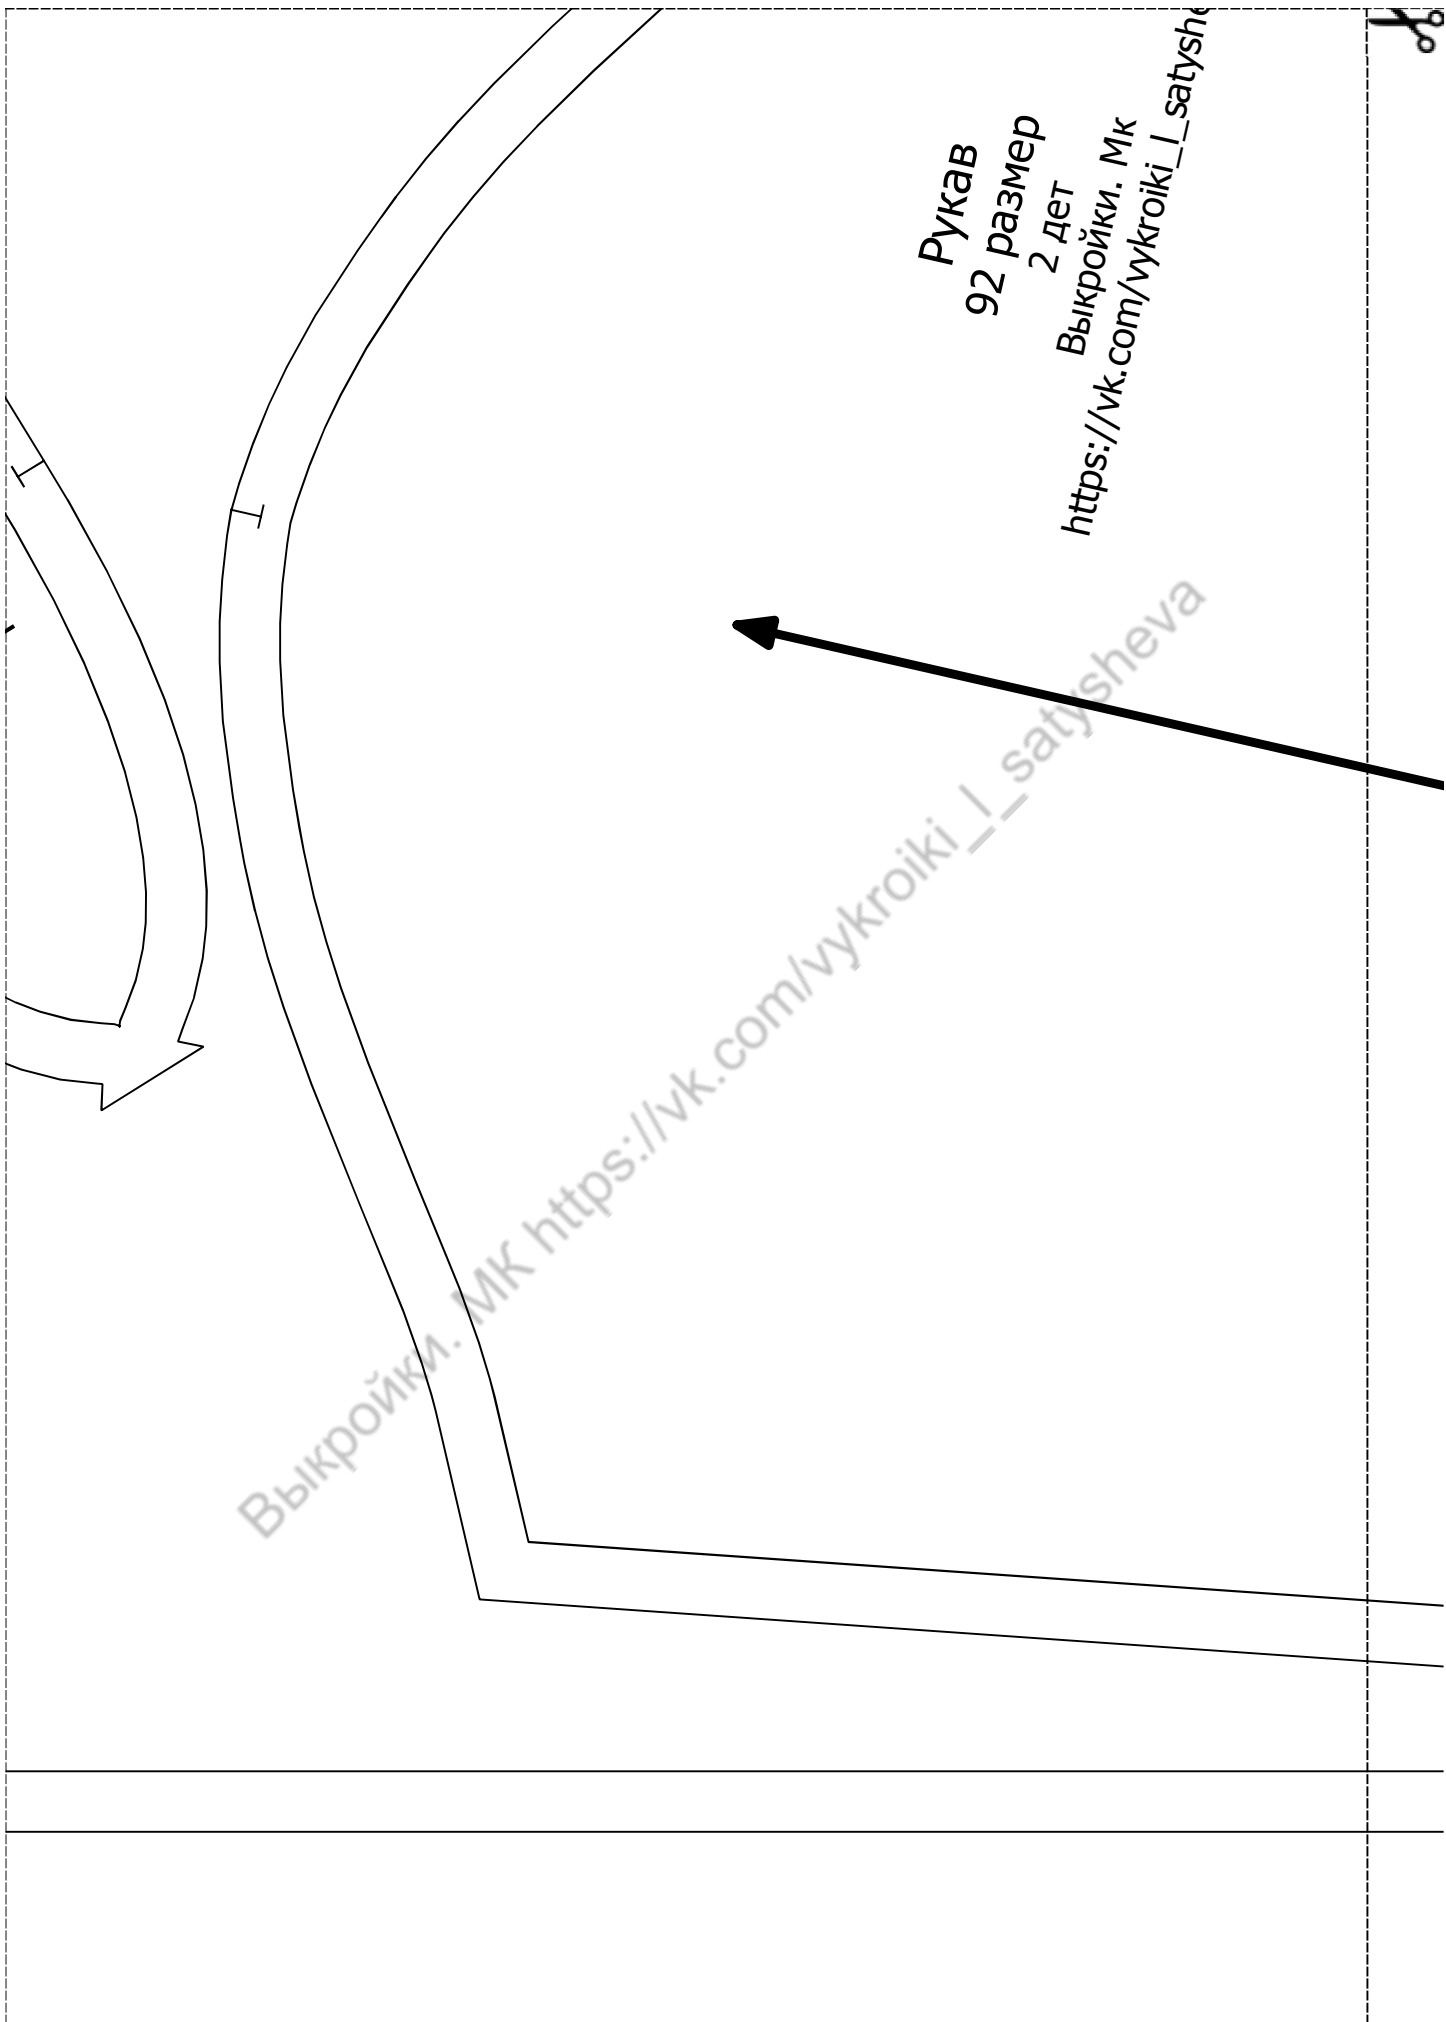 Рукав
92 размер
2 дет
Выкройки. Мк
https://vk.com/vykroiki_l_satyshe
Выкройки. МК https://vk.com/vykroiki_l_satysheva